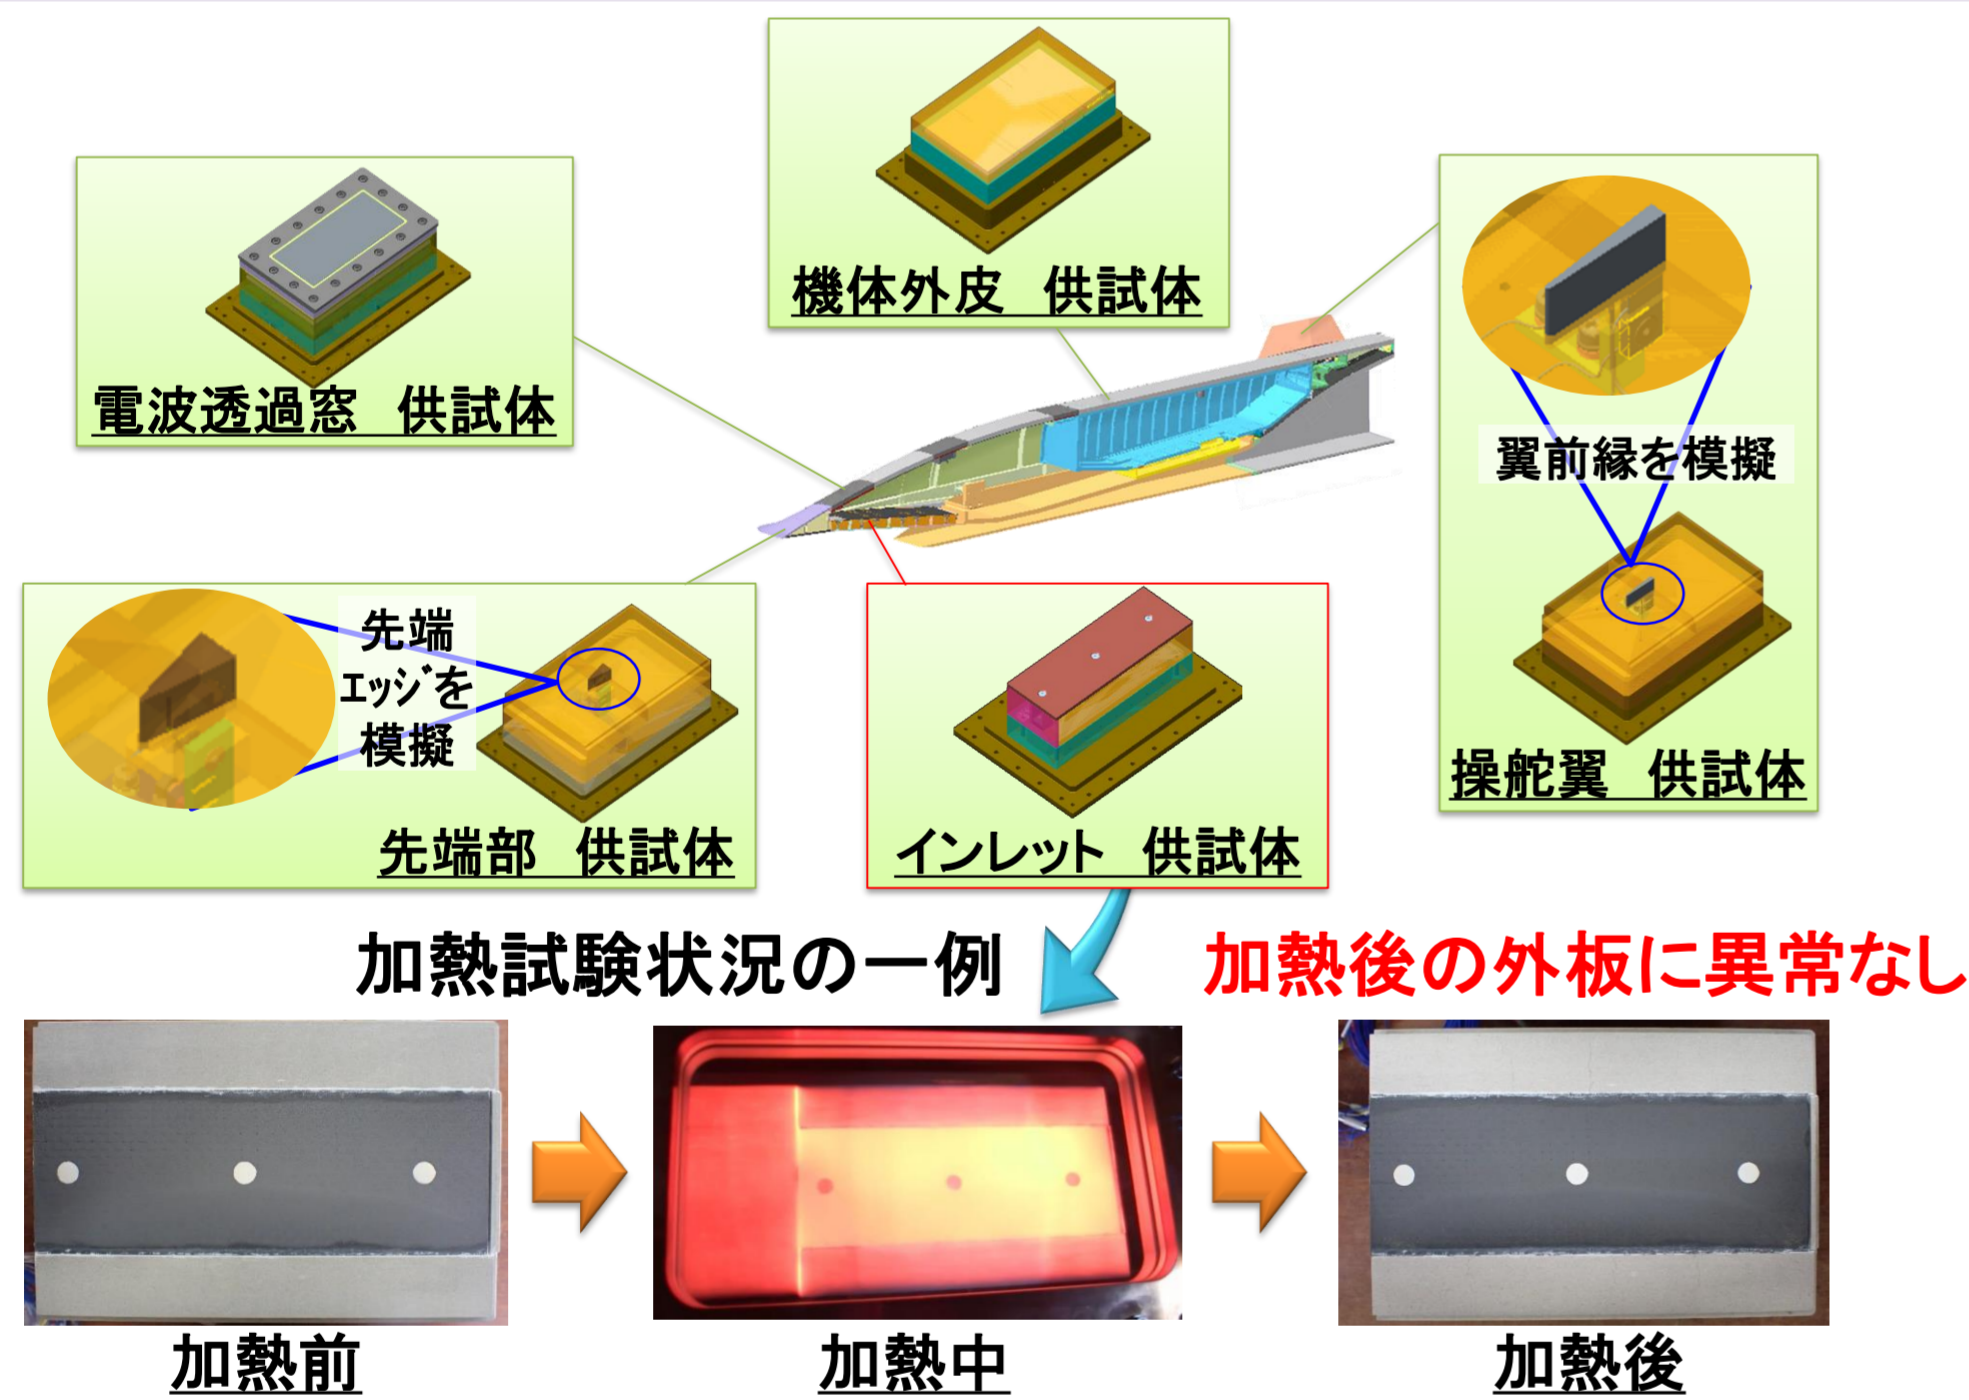 機体外皮　供試体
電波透過窓　供試体
翼前縁を模擬
操舵翼　供試体
先端
エッジを
模擬
先端部　供試体
インレット　供試体
加熱試験状況の一例
加熱後の外板に異常なし
加熱前
加熱中
加熱後